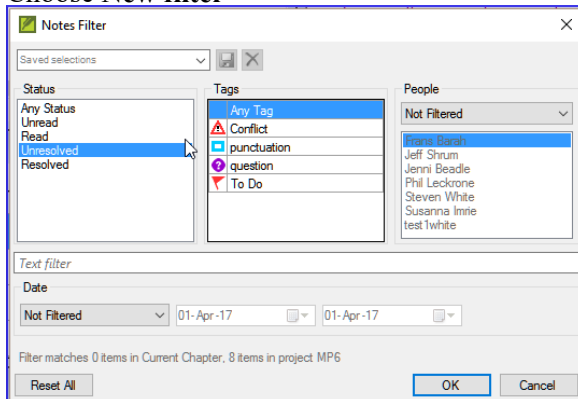 Choose New filter
Notes Filter
Saved selections
Status
Any Status
Unread
Read
Unresolved
Resolved
Tags
Any Tag
Conflict
punctuation
question
To Do
People
Not Filtered
Frans Barah
Jeff Shrum
Jenni Beadle
Phil Leckrone
Steven White
Susanna Imrie
test1white
Text filter
Date
Not Filtered
01-Apr-17
01-Apr-17
Filter matches 0 items in Current Chapter, 8 items in project MP6
Reset All
OK
Cancel